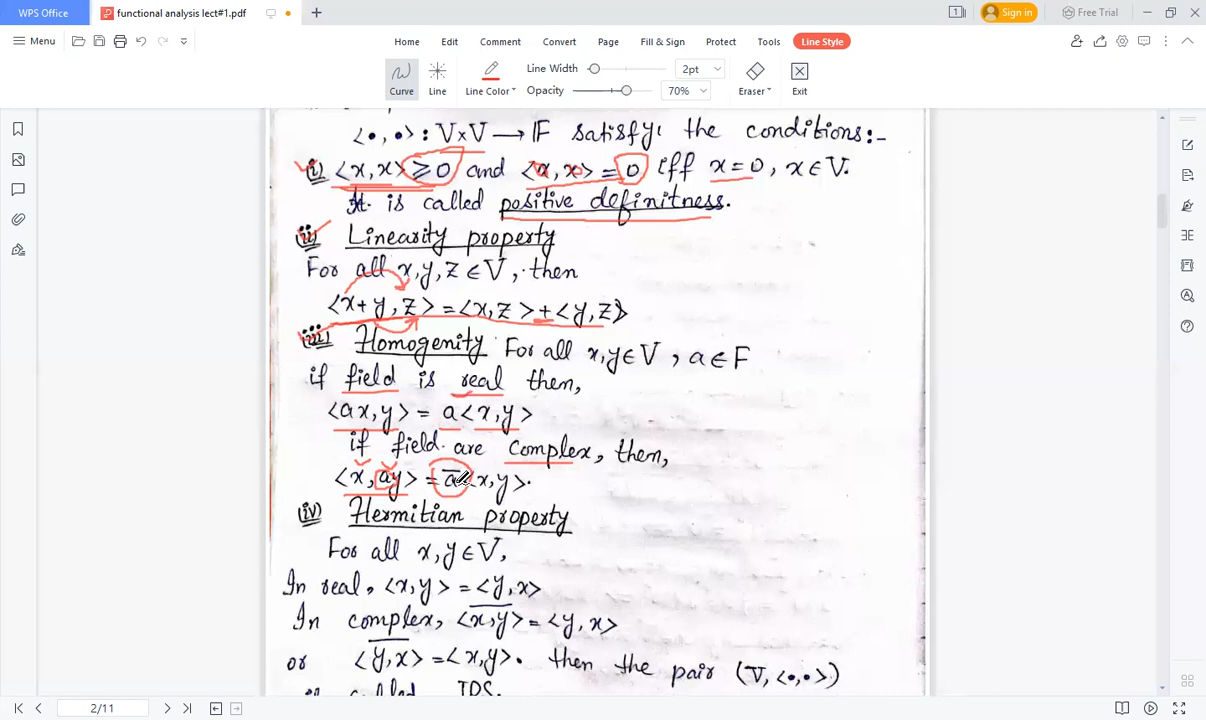 WPS Office
functional analysis lect#1.pdf
Sign in
Free Trial
Menu
Home Edit Comment Convert Page Fill & Sign Protect Tools Line Style
Curve Line Line Color Line Width 2pt Opacity 70% Eraser Exit
<•,•> : V×V → F satisfy the conditions:-
(i) <x,x> ≥ 0 and <x,x> = 0 iff x=0, x∈V.
It is called positive definitness.
(ii) Linearity property
For all x,y,z ∈ V, then
<x+y,z> = <x,z> + <y,z>
(iii) Homogenity For all x,y∈V, a∈F
if field is real then,
<ax,y> = a<x,y>
if field are complex, then,
<x,ay> = a̅<x,y>.
(iv) Hermitian property
For all x,y∈V,
In real, <x,y> = <y,x>
In complex, <x̅,̅y̅> = <y,x>
or <y̅,̅x̅> = <x,y>. then the pair (V,<•,•>)
is called IPS.
2/11